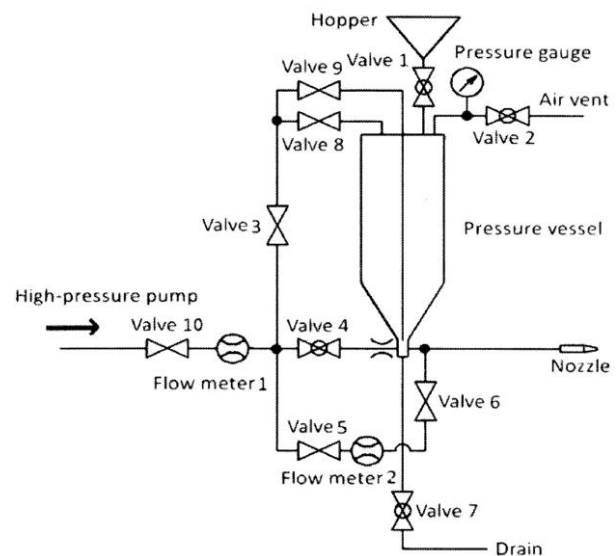 Hopper
Valve 1
Pressure gauge
Valve 9
Air vent
Valve 8
Valve 2
Valve 3
Pressure vessel
High-pressure pump
Valve 10
Valve 4
Flow meter 1
Nozzle
Valve 6
Valve 5
Flow meter 2
Valve 7
Drain